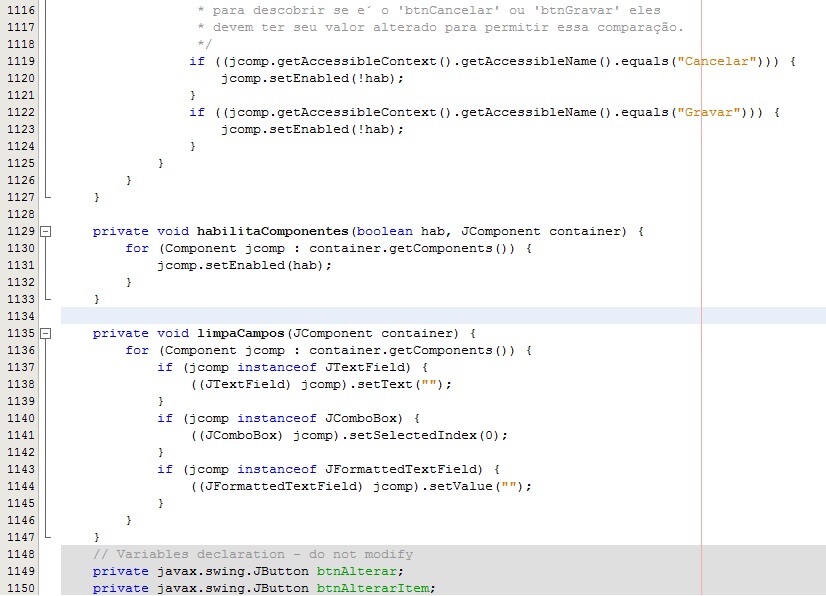 1116                     * para descobrir se e´ o 'btnCancelar' ou 'btnGravar' eles
1117                     * devem ter seu valor alterado para permitir essa comparação.
1118                     */
1119                    if ((jcomp.getAccessibleContext().getAccessibleName().equals("Cancelar"))) {
1120                        jcomp.setEnabled(!hab);
1121                    }
1122                    if ((jcomp.getAccessibleContext().getAccessibleName().equals("Gravar"))) {
1123                        jcomp.setEnabled(!hab);
1124                    }
1125                }
1126            }
1127        }
1128
1129        private void habilitaComponentes(boolean hab, JComponent container) {
1130            for (Component jcomp : container.getComponents()) {
1131                jcomp.setEnabled(hab);
1132            }
1133        }
1134
1135        private void limpaCampos(JComponent container) {
1136            for (Component jcomp : container.getComponents()) {
1137                if (jcomp instanceof JTextField) {
1138                    ((JTextField) jcomp).setText("");
1139                }
1140                if (jcomp instanceof JComboBox) {
1141                    ((JComboBox) jcomp).setSelectedIndex(0);
1142                }
1143                if (jcomp instanceof JFormattedTextField) {
1144                    ((JFormattedTextField) jcomp).setValue("");
1145                }
1146            }
1147        }
1148        // Variables declaration - do not modify
1149        private javax.swing.JButton btnAlterar;
1150        private javax.swing.JButton btnAlterarItem;